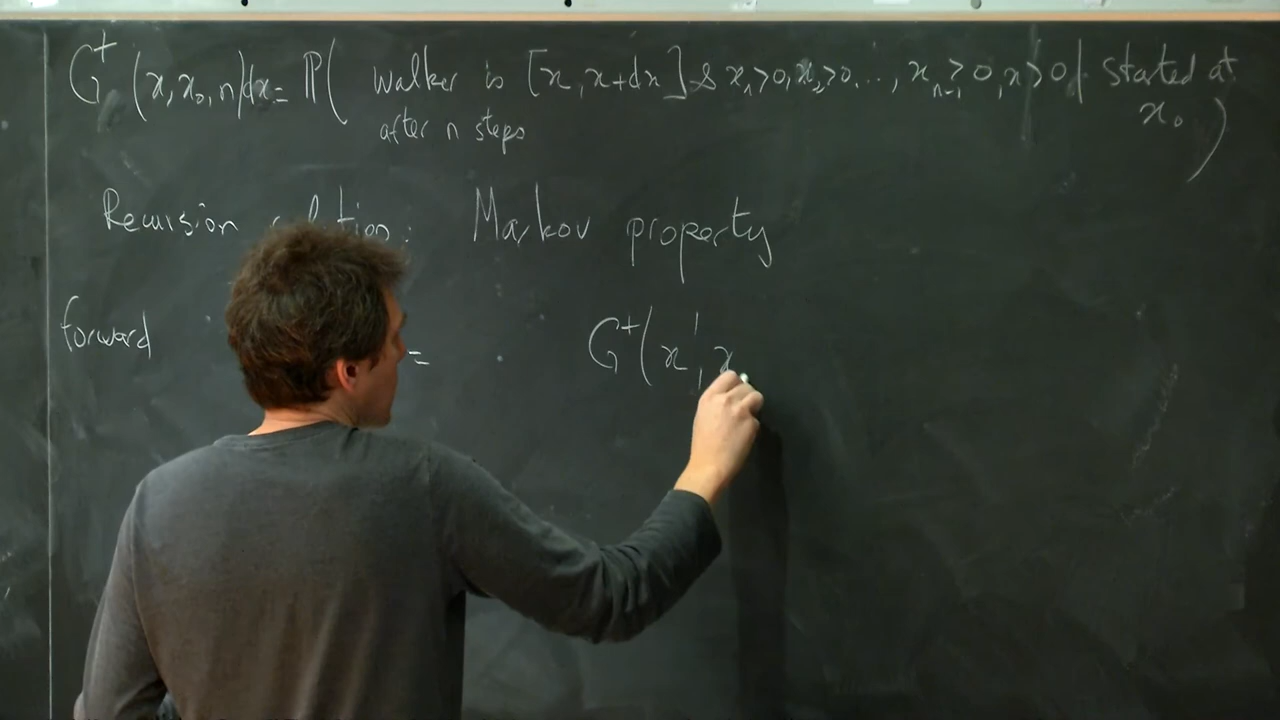 G⁺(x, x₀, n)dx = ℙ( walker is [x, x+dx] & x₁>0, x₂>0..., xₙ₋₁>0, x>0 | started at
after n steps x₀ )
Recursion relation: Markov property
forward = G⁺(x', x